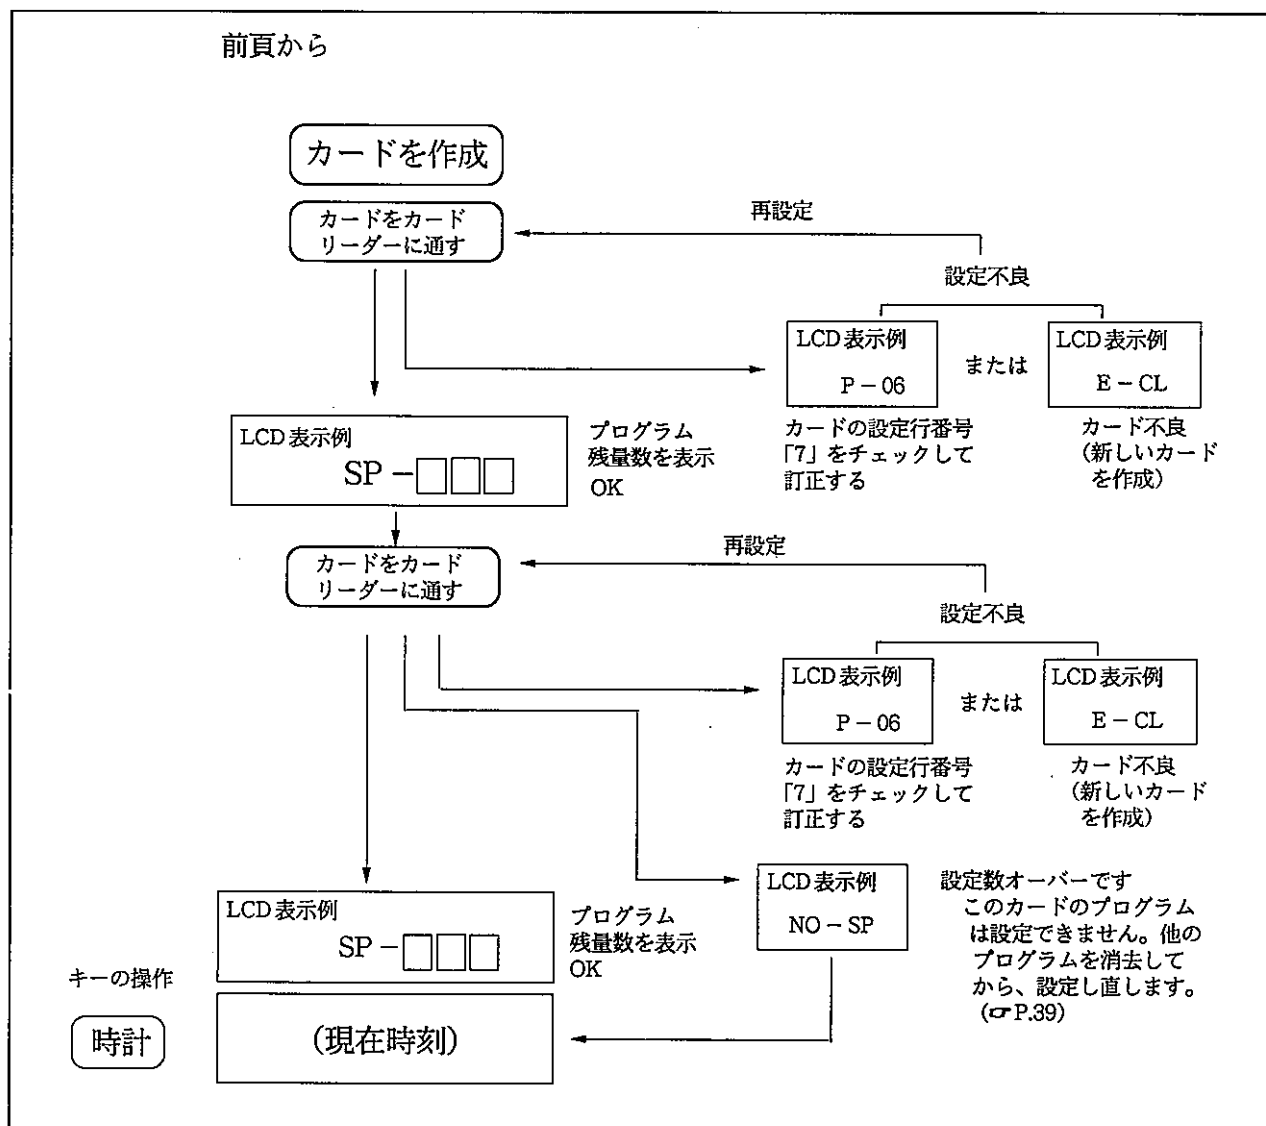 前頁から
カードを作成
カードをカード
リーダーに通す
再設定
設定不良
LCD表示例
P－06
または
LCD表示例
E－CL
カードの設定行番号
「7」をチェックして
訂正する
カード不良
（新しいカード
を作成）
LCD表示例
SP－□□□
プログラム
残量数を表示
OK
カードをカード
リーダーに通す
再設定
設定不良
LCD表示例
P－06
または
LCD表示例
E－CL
カードの設定行番号
「7」をチェックして
訂正する
カード不良
（新しいカード
を作成）
LCD表示例
NO－SP
設定数オーバーです
このカードのプログラム
は設定できません。他の
プログラムを消去して
から、設定し直します。
（☞P.39）
LCD表示例
SP－□□□
プログラム
残量数を表示
OK
キーの操作
時計
（現在時刻）